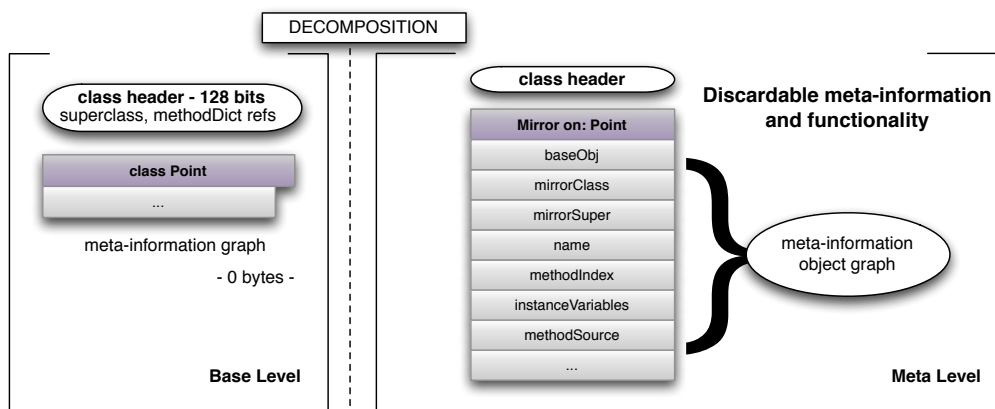 DECOMPOSITION
class header - 128 bits
superclass, methodDict refs
class Point
...
meta-information graph
- 0 bytes -
Base Level
class header
Mirror on: Point
baseObj
mirrorClass
mirrorSuper
name
methodIndex
instanceVariables
methodSource
...
Discardable meta-information
and functionality
meta-information
object graph
Meta Level